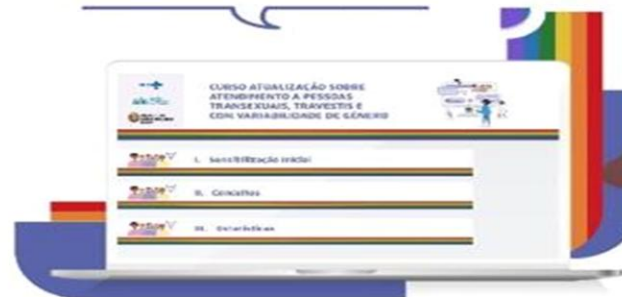 CURSO ATUALIZAÇÃO SOBRE
ATENDIMENTO A PESSOAS
TRANSEXUAIS, TRAVESTIS E
COM VARIABILIDADE DE GÊNERO
I. Sensibilização inicial
II. Conceitos
III. Estatísticas